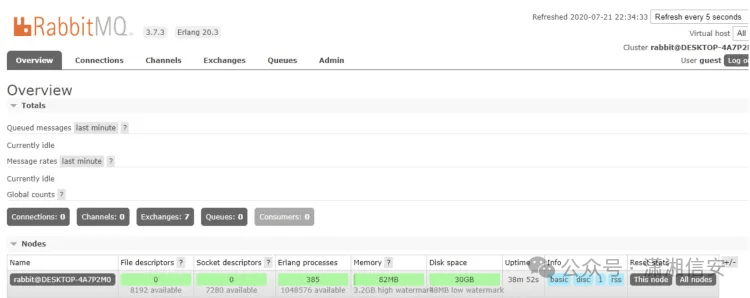 RabbitMQ 3.7.3 Erlang 20.3
Refreshed 2020-07-21 22:34:33 Refresh every 5 seconds
Virtual host All
Cluster rabbit@DESKTOP-4A7P2M
User guest Log
Overview Connections Channels Exchanges Queues Admin
Overview
Totals
Queued messages last minute ?
Currently idle
Message rates last minute ?
Currently idle
Global counts ?
Connections: 0 Channels: 0 Exchanges: 7 Queues: 0 Consumers: 0
Nodes
Name File descriptors ? Socket descriptors ? Erlang processes Memory ? Disk space Uptime Info Reset stats +/-
rabbit@DESKTOP-4A7P2M0 0 0 385 82MB 30GB 38m 52s basic disc 1 rss This node All nodes
8192 available 7280 available 1048576 available 3.2GB high watermark 48MB low watermark
公众号 · 潇湘信安